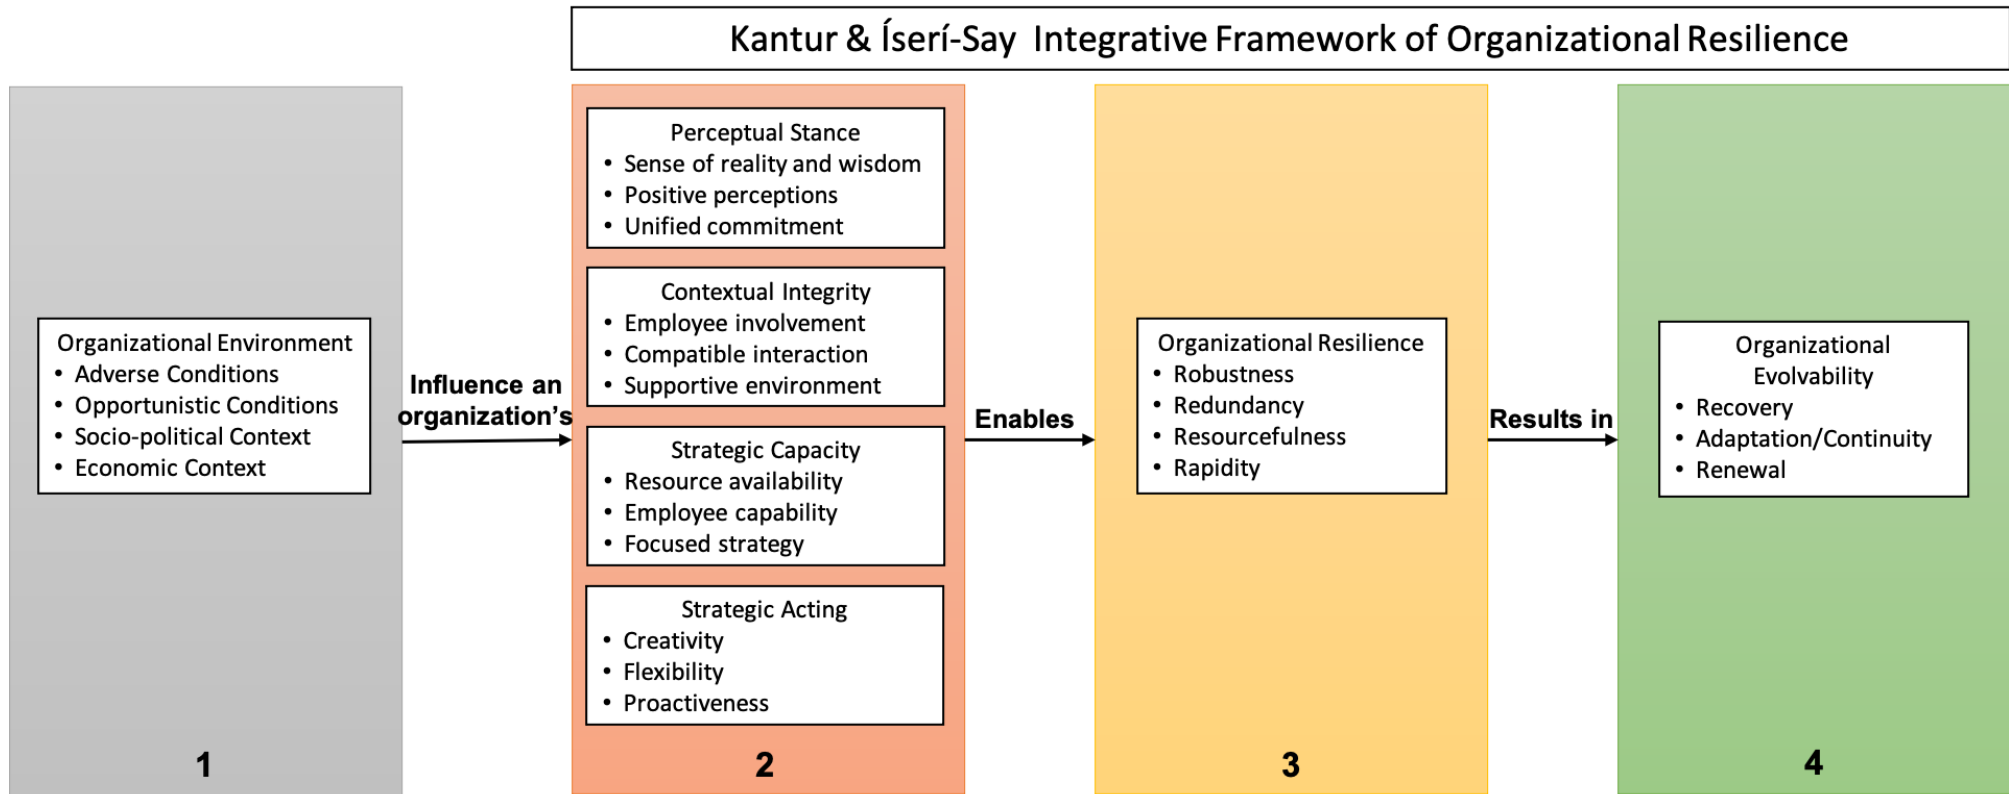 Kantur & Íserí-Say Integrative Framework of Organizational Resilience
Organizational Environment
• Adverse Conditions
• Opportunistic Conditions
• Socio-political Context
• Economic Context
1
Influence an
organization’s
Perceptual Stance
• Sense of reality and wisdom
• Positive perceptions
• Unified commitment
Contextual Integrity
• Employee involvement
• Compatible interaction
• Supportive environment
Strategic Capacity
• Resource availability
• Employee capability
• Focused strategy
Strategic Acting
• Creativity
• Flexibility
• Proactiveness
2
Enables
Organizational Resilience
• Robustness
• Redundancy
• Resourcefulness
• Rapidity
3
Results in
Organizational
Evolvability
• Recovery
• Adaptation/Continuity
• Renewal
4